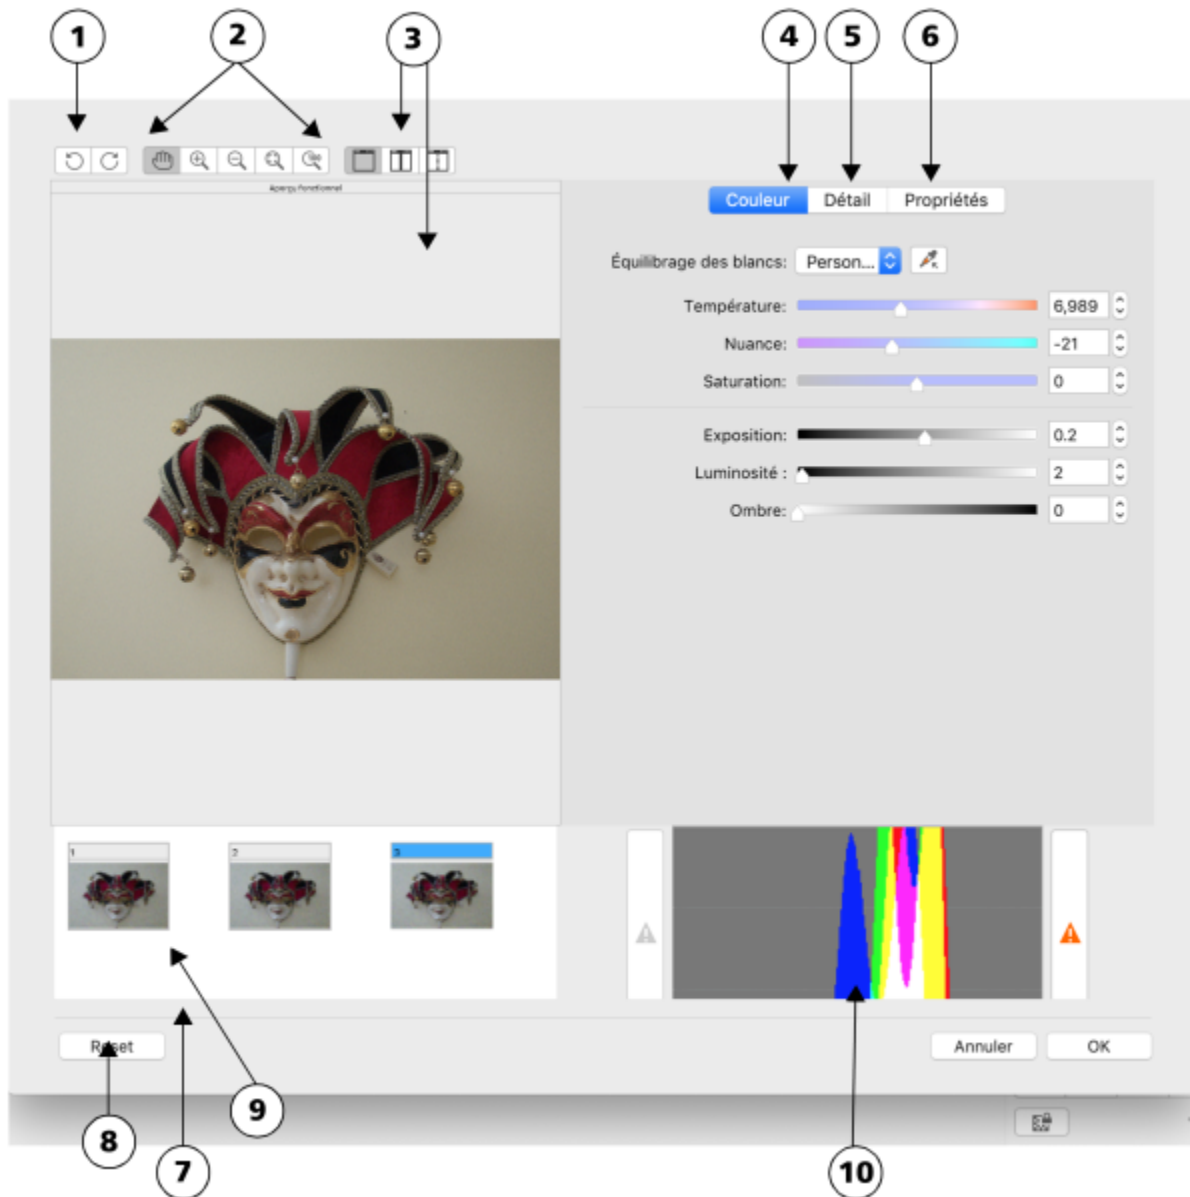 1
2
3
4
5
6
Aperçu fonctionnel
Couleur
Détail
Propriétés
Équilibrage des blancs:
Person...
Température:
6,989
Nuance:
-21
Saturation:
0
Exposition:
0.2
Luminosité :
2
Ombre:
0
1
2
3
Reset
Annuler
OK
9
8
7
10